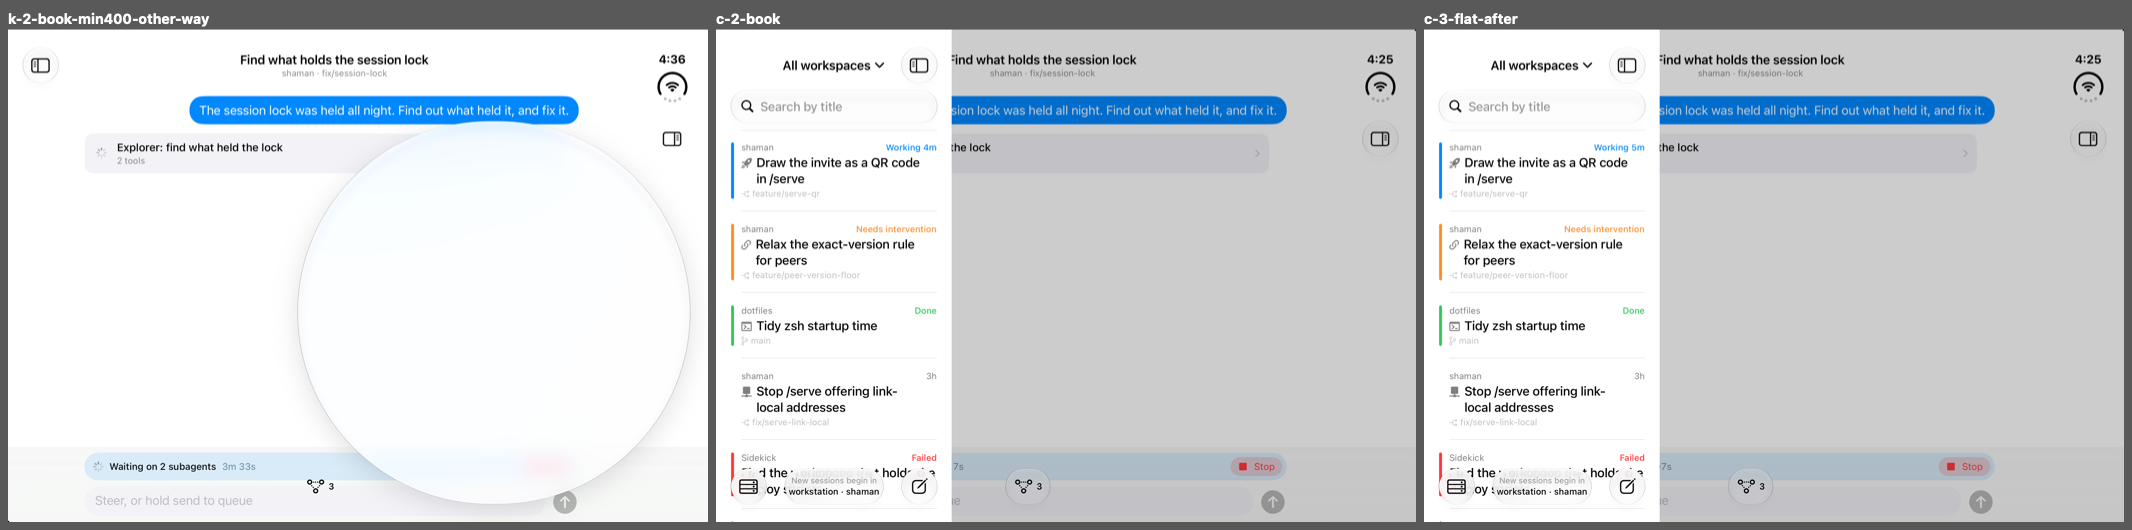 k-2-book-min400-other-way
Find what holds the session lock
shaman · fix/session-lock
4:36
The session lock was held all night. Find out what held it, and fix it.
Explorer: find what held the lock
2 tools
Waiting on 2 subagents 3m 33s
3
Steer, or hold send to queue
c-2-book
All workspaces
Find what holds the session lock
shaman · fix/session-lock
4:25
Search by title
sion lock was held all night. Find out what held it, and fix it.
the lock
shaman Working 4m
Draw the invite as a QR code
in /serve
feature/serve-qr
shaman Needs intervention
Relax the exact-version rule
for peers
feature/peer-version-floor
dotfiles Done
Tidy zsh startup time
main
shaman 3h
Stop /serve offering link-
local addresses
fix/serve-link-local
Sidekick Failed
Find the holds the
New sessions begin in
workstation · shaman
7s
3
Stop
c-3-flat-after
All workspaces
Find what holds the session lock
shaman · fix/session-lock
4:25
Search by title
sion lock was held all night. Find out what held it, and fix it.
the lock
shaman Working 5m
Draw the invite as a QR code
in /serve
feature/serve-qr
shaman Needs intervention
Relax the exact-version rule
for peers
feature/peer-version-floor
dotfiles Done
Tidy zsh startup time
main
shaman 3h
Stop /serve offering link-
local addresses
fix/serve-link-local
Sidekick Failed
the holds the
New sessions begin in
workstation · shaman
7s
3
Stop